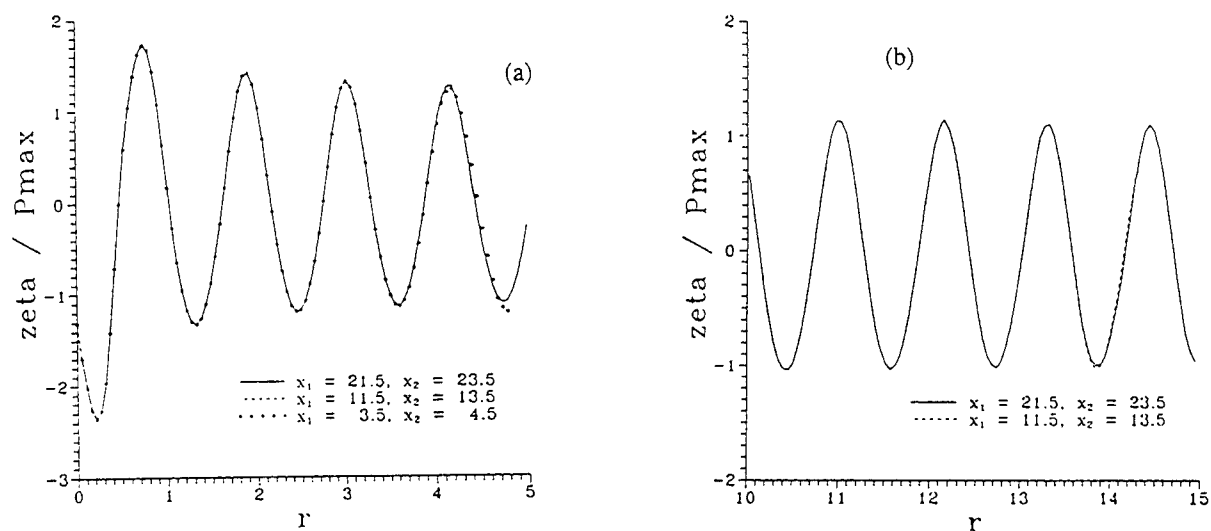 2
1
0
-1
-2
-3
zeta / Pmax
(a)
x₁ = 21.5, x₂ = 23.5
x₁ = 11.5, x₂ = 13.5
x₁ = 3.5, x₂ = 4.5
0 1 2 3 4 5
r
2
1
0
-1
-2
zeta / Pmax
(b)
x₁ = 21.5, x₂ = 23.5
x₁ = 11.5, x₂ = 13.5
10 11 12 13 14 15
r